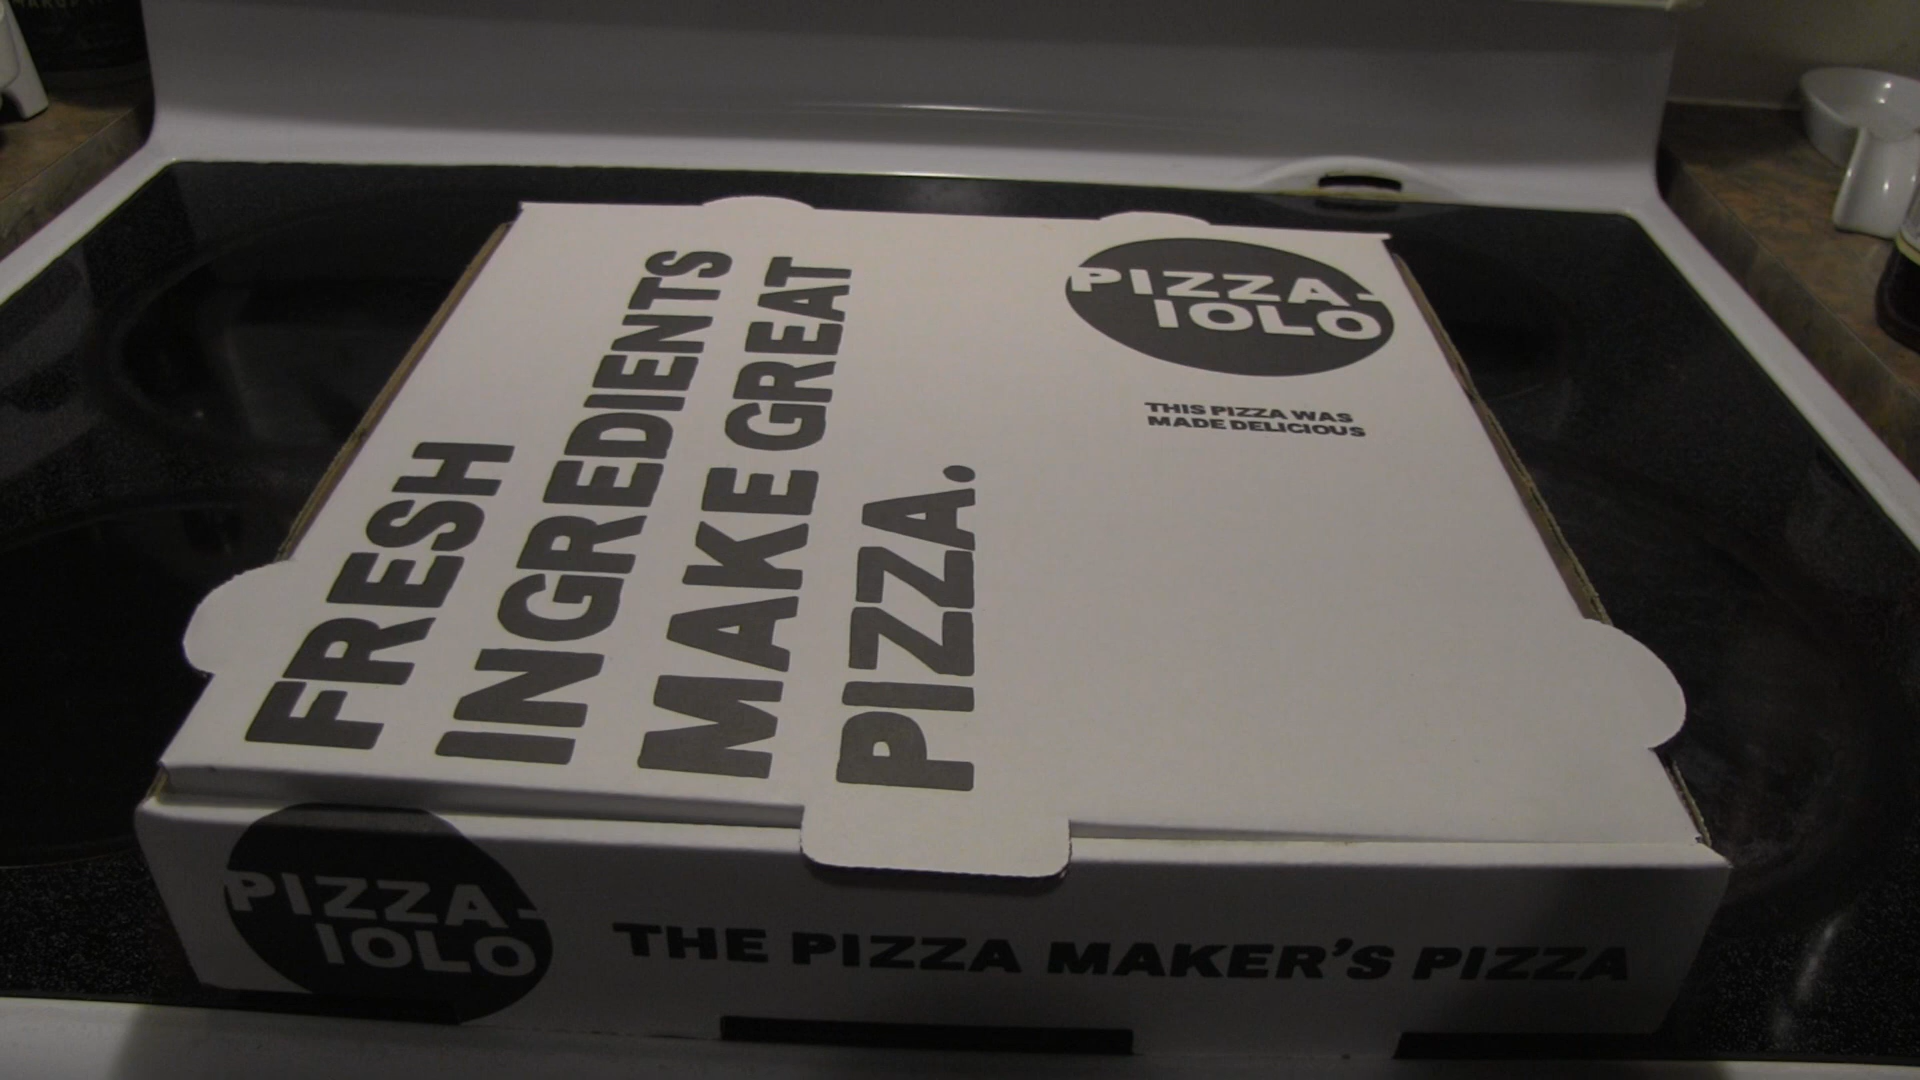 FRESH
INGREDIENTS
MAKE GREAT
PIZZA.
PIZZA-
IOLO
THIS PIZZA WAS
MADE DELICIOUS
PIZZA-
IOLO
THE PIZZA MAKER'S PIZZA